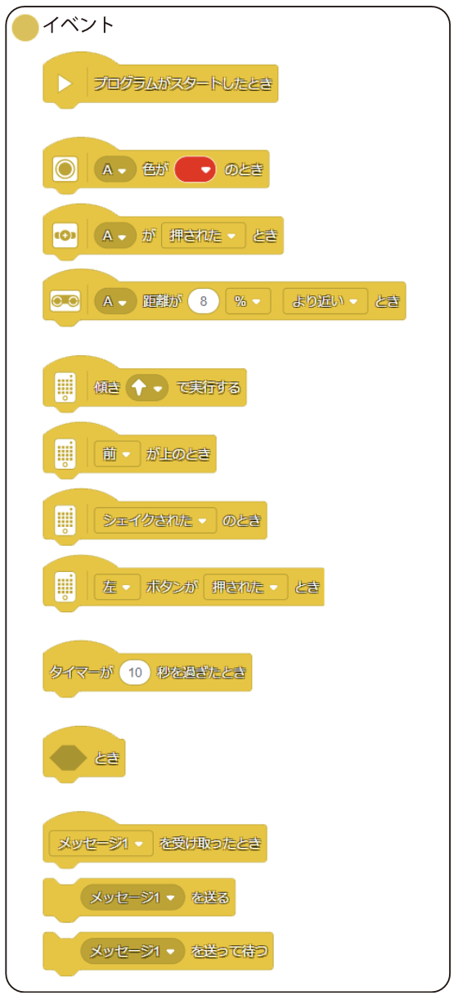 イベント
プログラムがスタートしたとき
A 色が のとき
A が 押された とき
A 距離が 8 % より近い とき
傾き で実行する
前 が上のとき
シェイクされた のとき
左 ボタンが 押された とき
タイマーが 10 秒を過ぎたとき
とき
メッセージ1 を受け取ったとき
メッセージ1 を送る
メッセージ1 を送って待つ